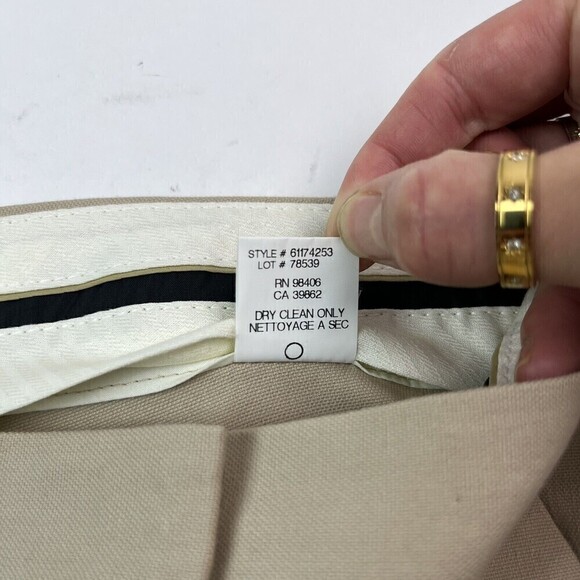 STYLE # 61174253
LOT # 78539
RN 98406
CA 39862
DRY CLEAN ONLY
NETTOYAGE A SEC